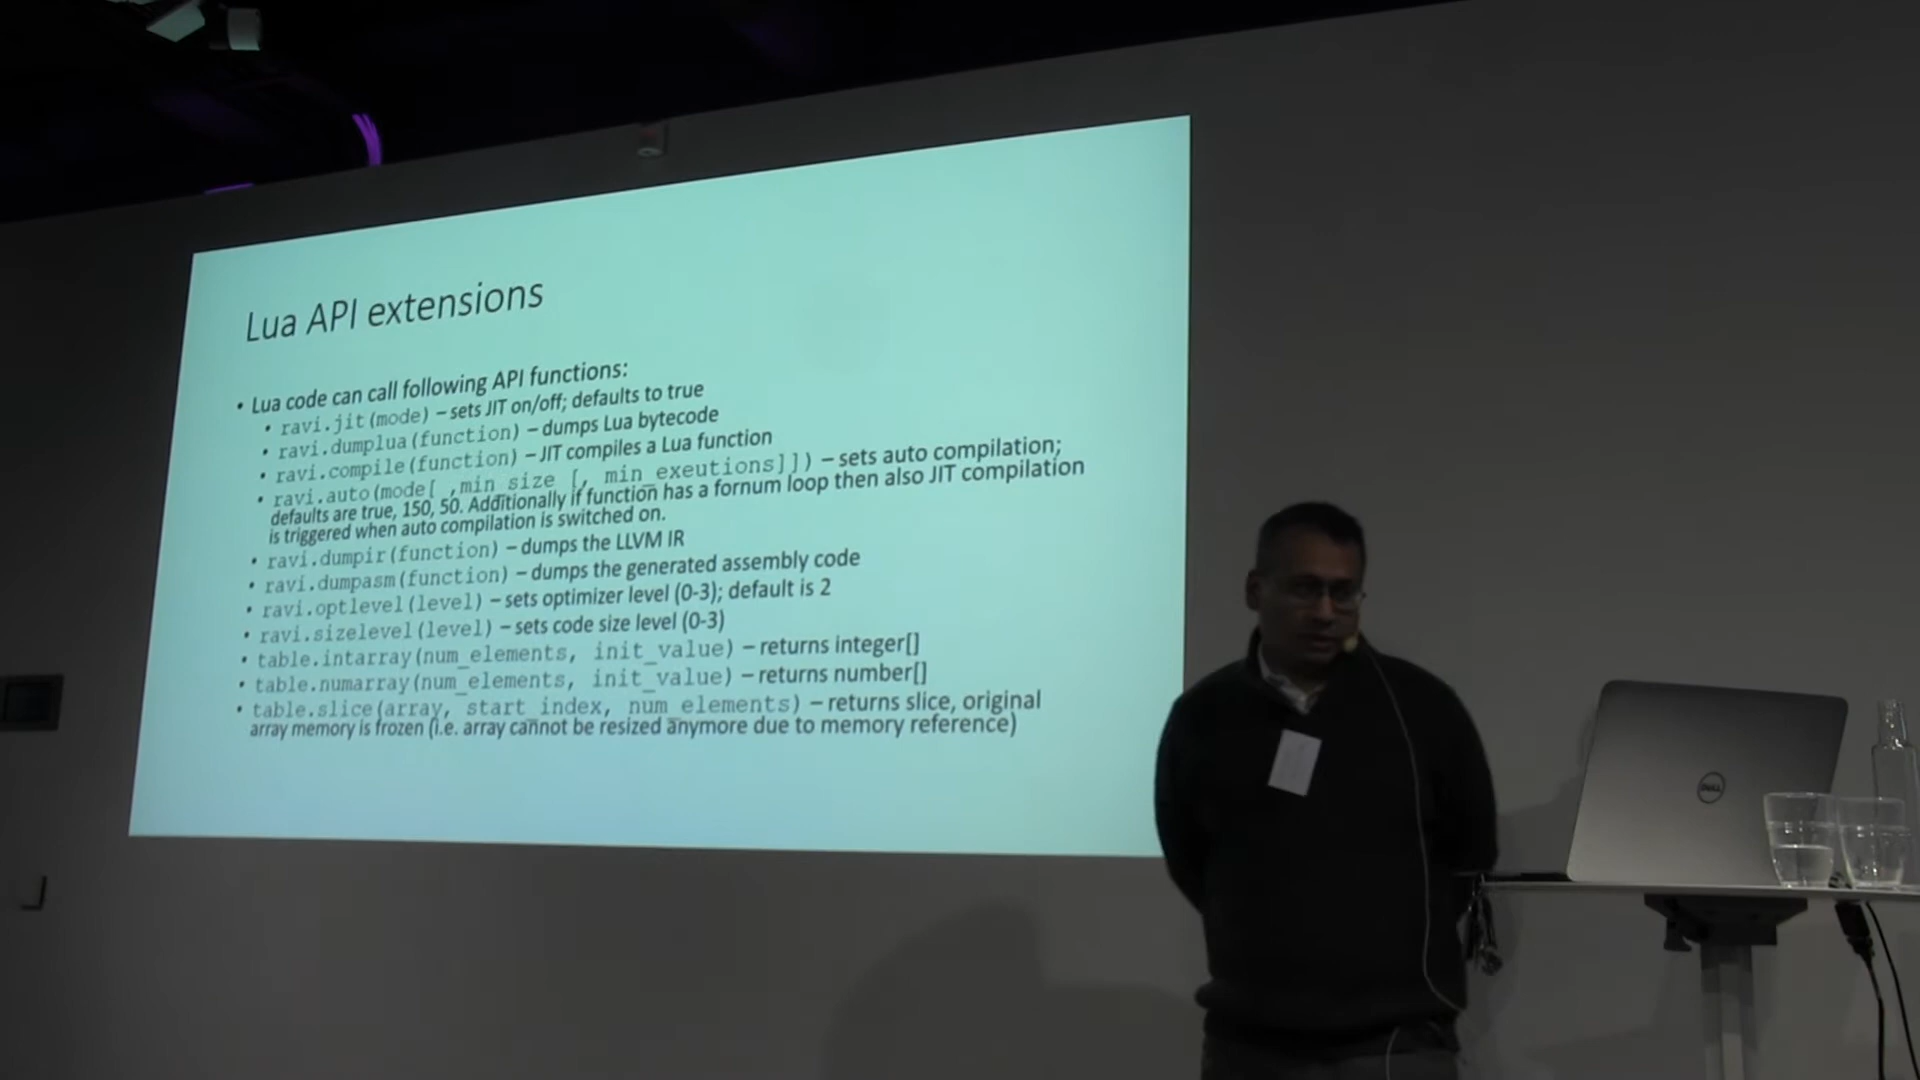 Lua API extensions
• Lua code can call following API functions:
• ravi.jit(mode) – sets JIT on/off; defaults to true
• ravi.dumplua(function) – dumps Lua bytecode
• ravi.compile(function) – JIT compiles a Lua function
• ravi.auto(mode[ ,min_size [, min_exeutions]]) – sets auto compilation;
defaults are true, 150, 50. Additionally if function has a fornum loop then also JIT compilation
is triggered when auto compilation is switched on.
• ravi.dumpir(function) – dumps the LLVM IR
• ravi.dumpasm(function) – dumps the generated assembly code
• ravi.optlevel(level) – sets optimizer level (0-3); default is 2
• ravi.sizelevel(level) – sets code size level (0-3)
• table.intarray(num_elements, init_value) – returns integer[]
• table.numarray(num_elements, init_value) – returns number[]
• table.slice(array, start_index, num_elements) – returns slice, original
array memory is frozen (i.e. array cannot be resized anymore due to memory reference)
DELL